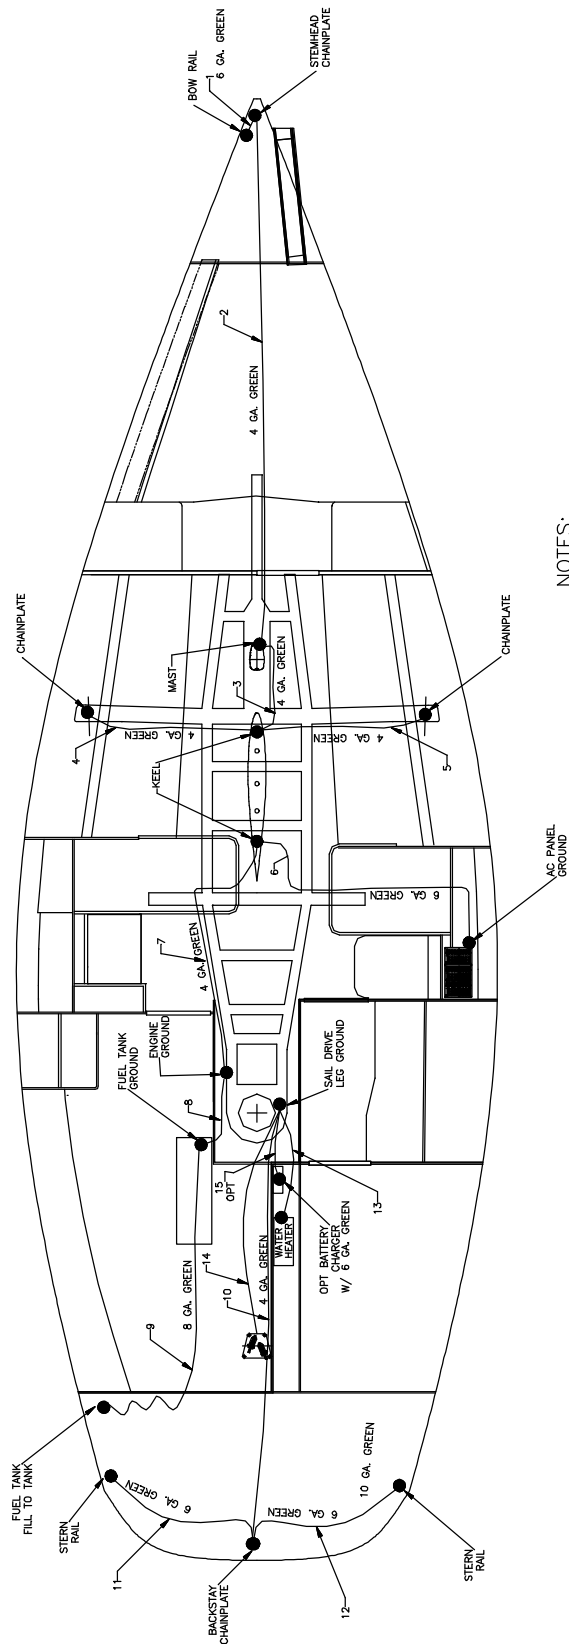 BOW RAIL
1
6 GA. GREEN
STEMHEAD
CHAINPLATE
2
4 GA. GREEN
CHAINPLATE
MAST
3
4 GA. GREEN
CHAINPLATE
4
4 GA. GREEN
KEEL
4 GA. GREEN
5
6
6 GA. GREEN
AC PANEL
GROUND
7
4 GA. GREEN
ENGINE
GROUND
FUEL TANK
GROUND
8
SAIL DRIVE
LEG GROUND
15
OPT
13
WATER
HEATER
OPT BATTERY
CHARGER
W/ 6 GA. GREEN
14
4 GA. GREEN
10
8 GA. GREEN
9
FUEL TANK
FILL TO TANK
STERN
RAIL
6 GA. GREEN
11
BACKSTAY
CHAINPLATE
6 GA. GREEN
12
10 GA. GREEN
STERN
RAIL
NOTES: